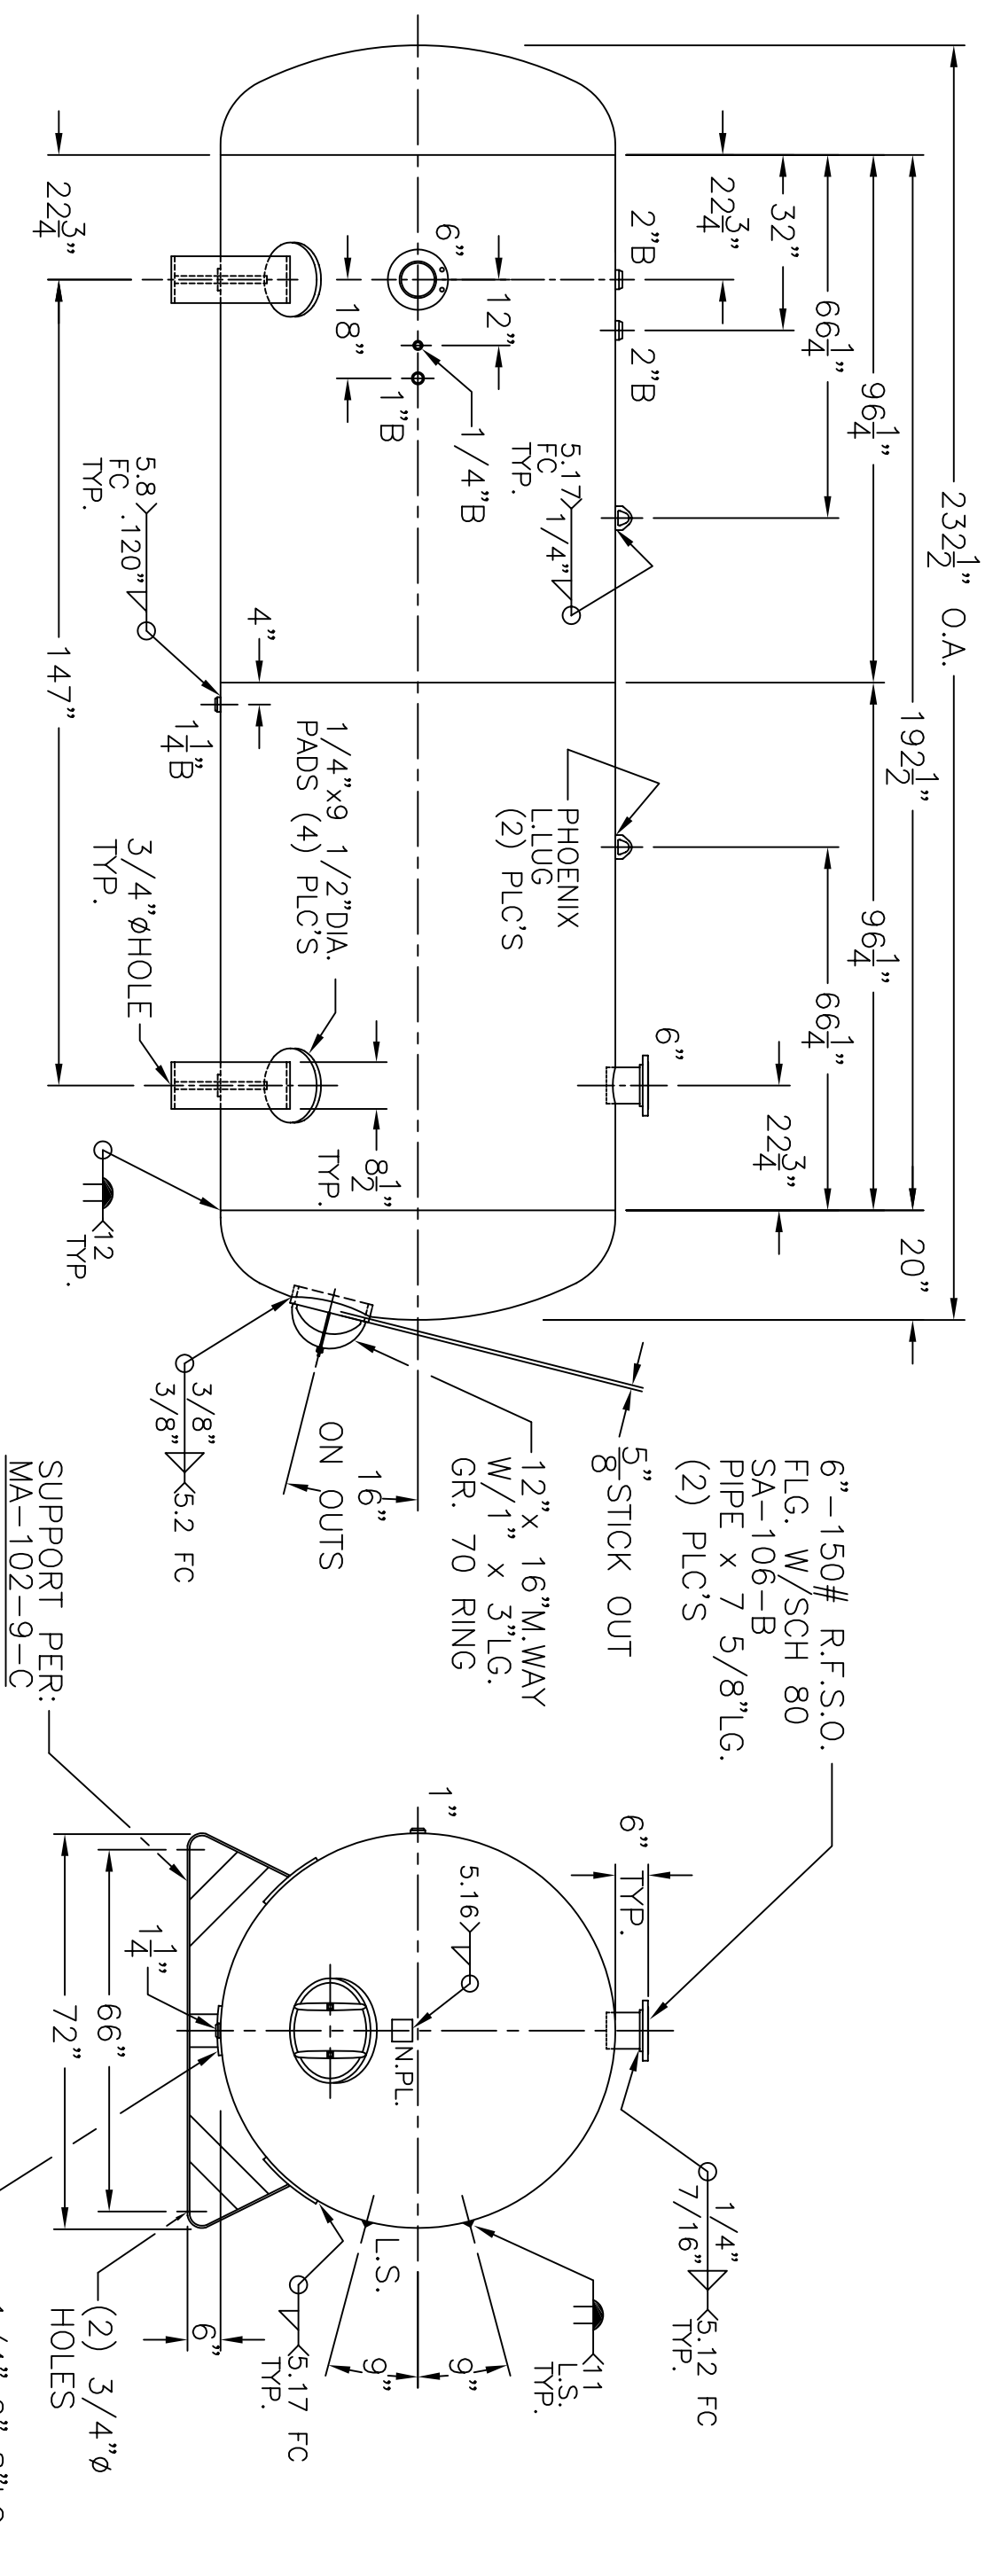 232 1/2" O.A.
192 1/2"
20"
96 1/4"
96 1/4"
66 1/4"
66 1/4"
32"
22 3/4"
22 3/4"
2"B
2"B
6"
6"
12"
18"
1/4"B
1"B
5.17
FC
TYP.
1/4"
PHOENIX
L.LUG
(2) PLC'S
22 3/4"
147"
5.8
FC
TYP.
.120"
4"
1 1/4"B
1/4"x9 1/2"DIA.
PADS (4) PLC'S
3/4"ØHOLE
TYP.
8 1/2"
TYP.
12
TYP.
3/8"
3/8"
5.2 FC
16"
ON OUTS
5/8" STICK OUT
12"x 16"M.WAY
W/1" x 3"LG.
GR. 70 RING
6"-150# R.F.S.O.
FLG. W/SCH 80
SA-106-B
PIPE x 7 5/8"LG.
(2) PLC'S
SUPPORT PER:
MA-102-9-C
1"
6"
TYP.
5.16
N.PL.
1/4"
7/16"
5.12 FC
TYP.
11
L.S.
TYP.
L.S.
9"
9"
5.17 FC
TYP.
1 1/4"
66"
72"
6"
(2) 3/4"Ø
HOLES